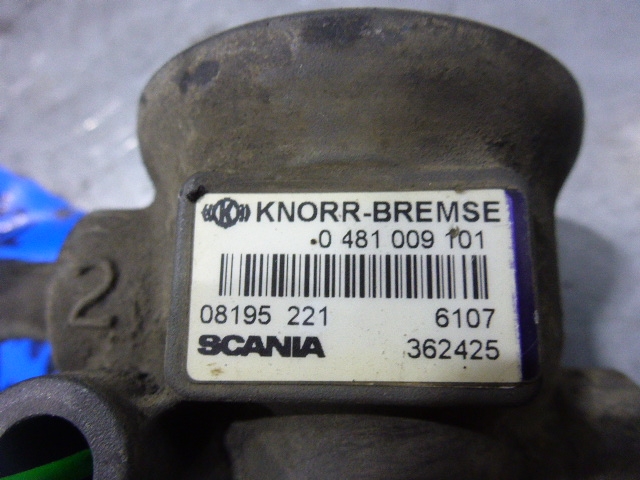 K KNORR-BREMSE
0 481 009 101
08195 221 6107
SCANIA 362425
2